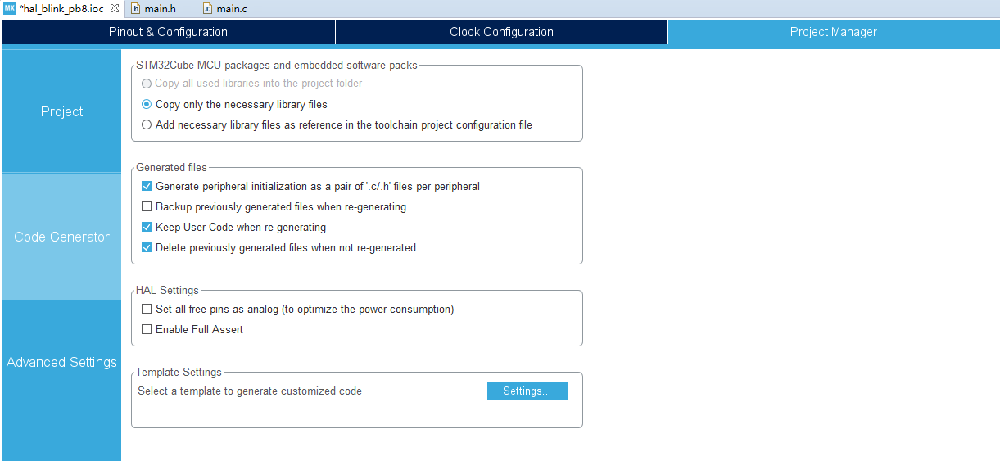 MX *hal_blink_pb8.ioc
.h main.h
.c main.c
Pinout & Configuration
Clock Configuration
Project Manager
Project
Code Generator
Advanced Settings
STM32Cube MCU packages and embedded software packs
Copy all used libraries into the project folder
Copy only the necessary library files
Add necessary library files as reference in the toolchain project configuration file
Generated files
Generate peripheral initialization as a pair of '.c/.h' files per peripheral
Backup previously generated files when re-generating
Keep User Code when re-generating
Delete previously generated files when not re-generated
HAL Settings
Set all free pins as analog (to optimize the power consumption)
Enable Full Assert
Template Settings
Select a template to generate customized code
Settings...